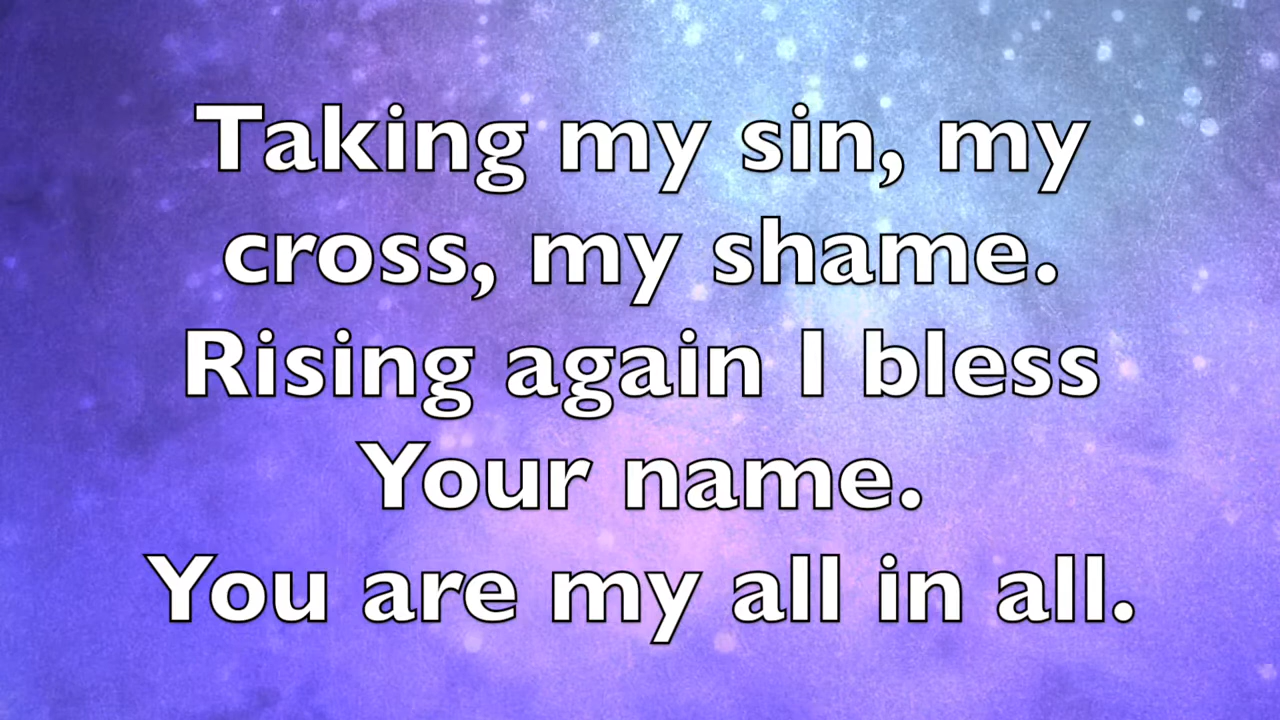 Taking my sin, my
cross, my shame.
Rising again I bless
Your name.
You are my all in all.